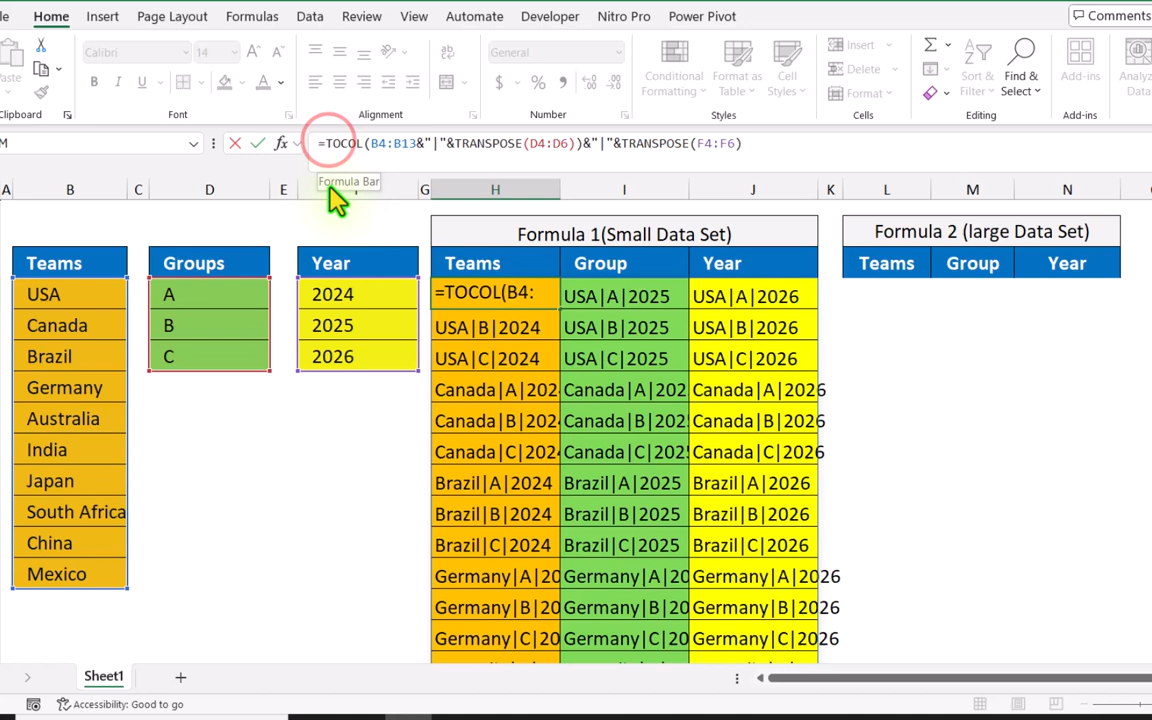 le Home Insert Page Layout Formulas Data Review View Automate Developer Nitro Pro Power Pivot Comments
Calibri 14 General Insert Delete Format
Paste Conditional Formatting Format as Table Cell Styles Sort & Filter Find & Select Add-ins Analyze Data
Clipboard Font Alignment Number Styles Cells Editing Add-ins
M fx =TOCOL(B4:B13&"|"&TRANSPOSE(D4:D6))&"|"&TRANSPOSE(F4:F6)
Formula Bar
A B C D E G H I J K L M N
Formula 1(Small Data Set) Formula 2 (large Data Set)
Teams Groups Year Teams Group Year Teams Group Year
USA A 2024 =TOCOL(B4: USA|A|2025 USA|A|2026
Canada B 2025 USA|B|2024 USA|B|2025 USA|B|2026
Brazil C 2026 USA|C|2024 USA|C|2025 USA|C|2026
Germany Canada|A|202 Canada|A|202 Canada|A|2026
Australia Canada|B|202 Canada|B|202 Canada|B|2026
India Canada|C|202 Canada|C|202 Canada|C|2026
Japan Brazil|A|2024 Brazil|A|2025 Brazil|A|2026
South Africa Brazil|B|2024 Brazil|B|2025 Brazil|B|2026
China Brazil|C|2024 Brazil|C|2025 Brazil|C|2026
Mexico Germany|A|20 Germany|A|20 Germany|A|2026
Germany|B|20 Germany|B|20 Germany|B|2026
Germany|C|20 Germany|C|20 Germany|C|2026
Sheet1
Accessibility: Good to go